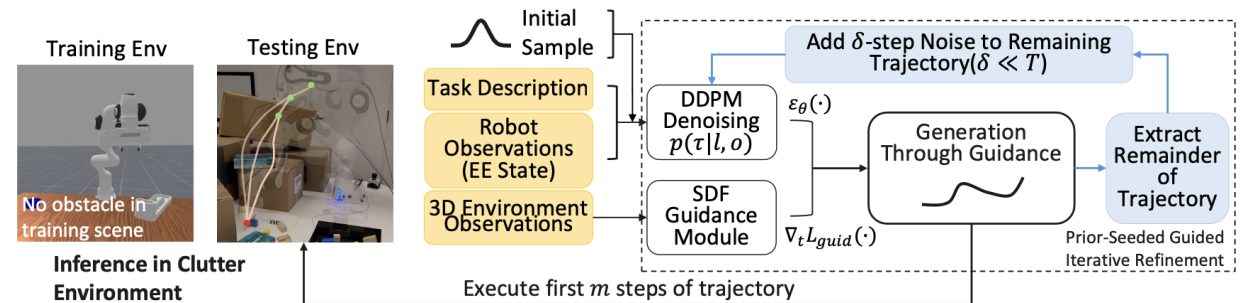 Training Env
No obstacle in
training scene
Testing Env
Inference in Clutter
Environment
Initial
Sample
Task Description
Robot
Observations
(EE State)
3D Environment
Observations
DDPM
Denoising
p(τ|l, o)
SDF
Guidance
Module
ε_θ(·)
∇_t L_guid(·)
Add δ-step Noise to Remaining
Trajectory(δ ≪ T)
Generation
Through Guidance
Extract
Remainder
of
Trajectory
Prior-Seeded Guided
Iterative Refinement
Execute first m steps of trajectory